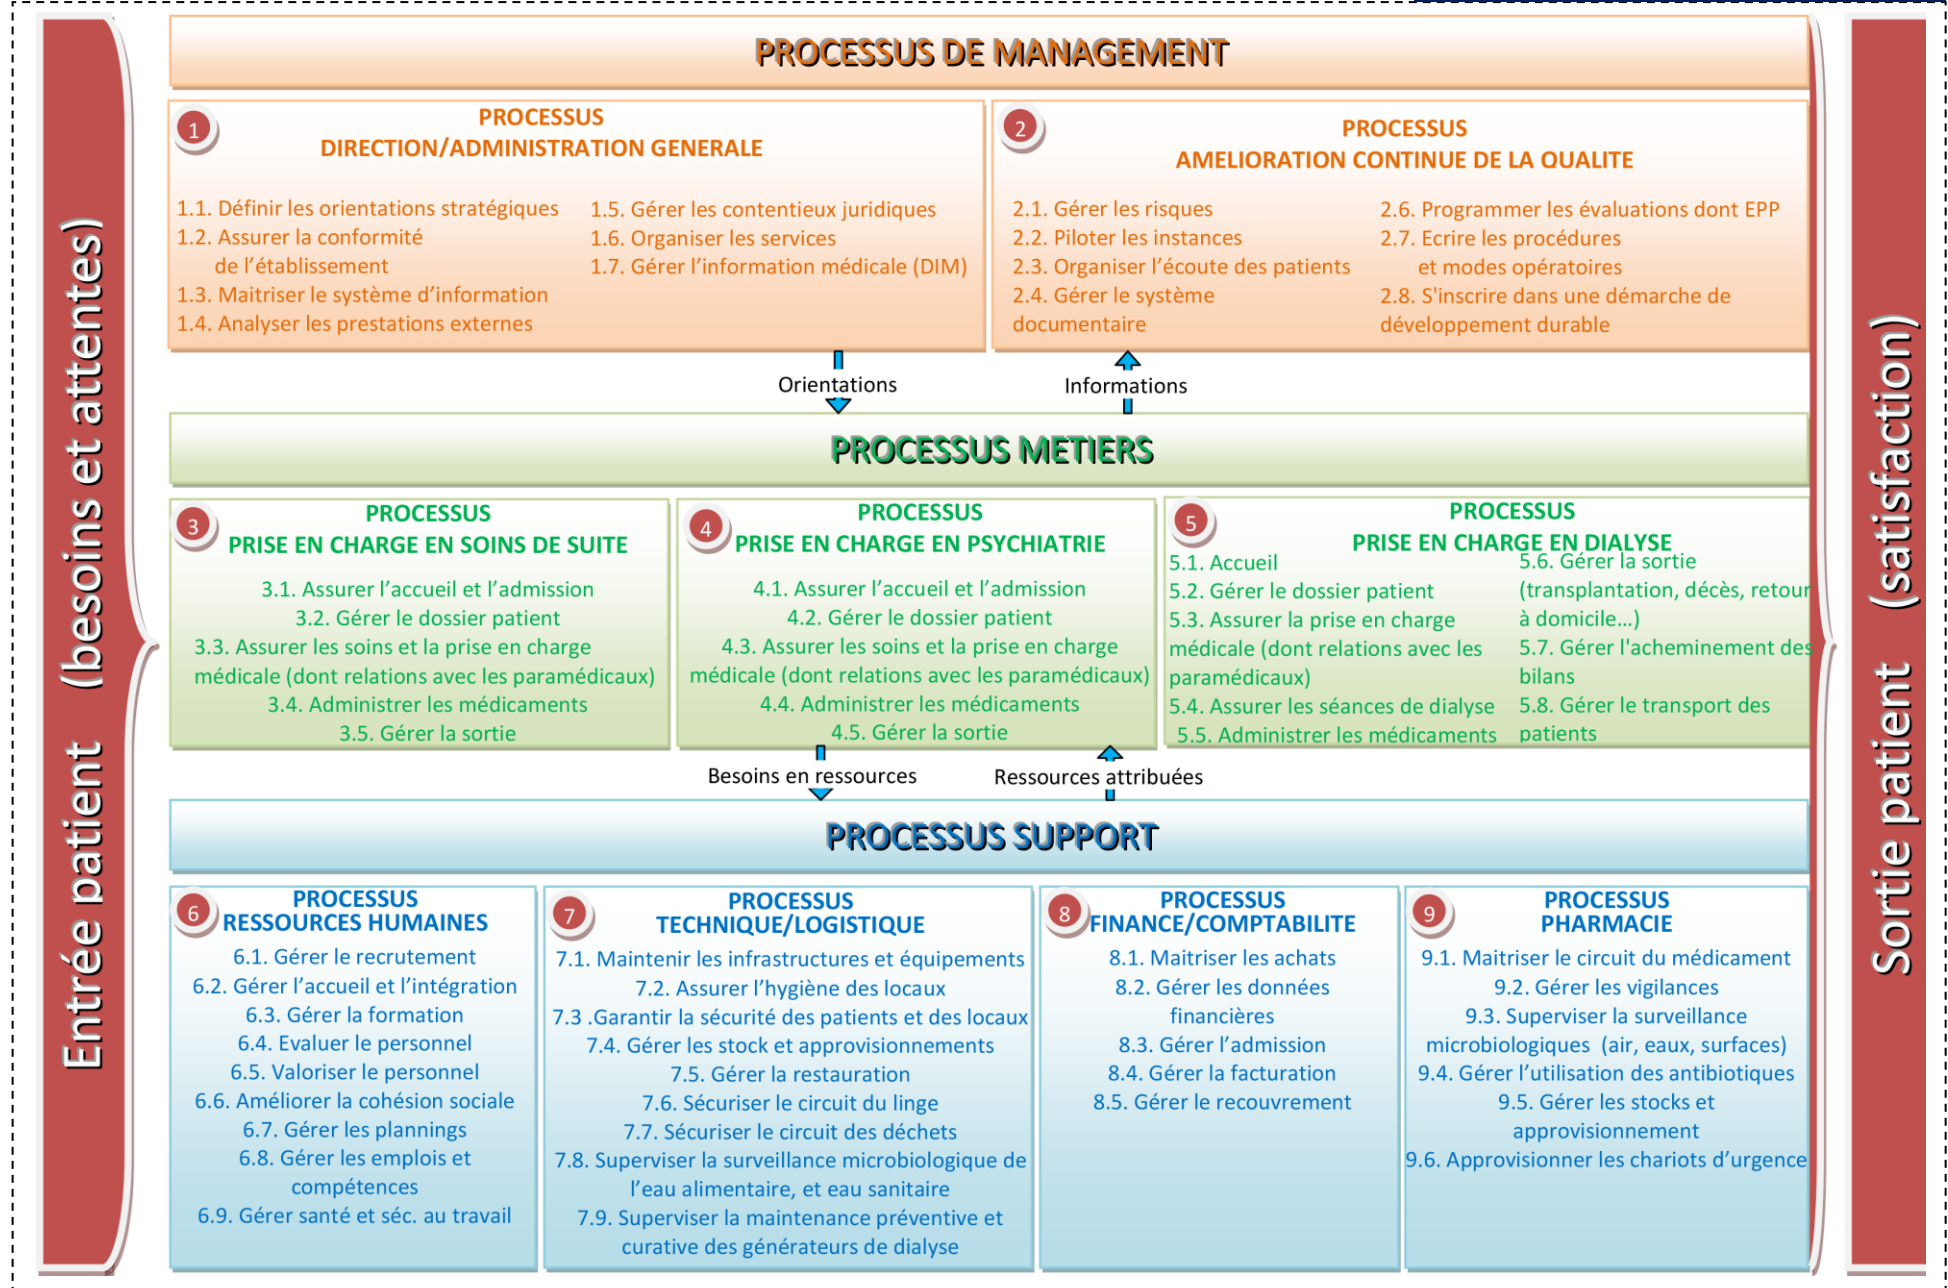 Entrée patient (besoins et attentes)
PROCESSUS DE MANAGEMENT
1
PROCESSUS
DIRECTION/ADMINISTRATION GENERALE
1.1. Définir les orientations stratégiques
1.2. Assurer la conformité
de l’établissement
1.3. Maitriser le système d’information
1.4. Analyser les prestations externes
1.5. Gérer les contentieux juridiques
1.6. Organiser les services
1.7. Gérer l’information médicale (DIM)
2
PROCESSUS
AMELIORATION CONTINUE DE LA QUALITE
2.1. Gérer les risques
2.2. Piloter les instances
2.3. Organiser l’écoute des patients
2.4. Gérer le système
documentaire
2.6. Programmer les évaluations dont EPP
2.7. Ecrire les procédures
et modes opératoires
2.8. S'inscrire dans une démarche de
développement durable
Orientations
Informations
PROCESSUS METIERS
3
PROCESSUS
PRISE EN CHARGE EN SOINS DE SUITE
3.1. Assurer l’accueil et l’admission
3.2. Gérer le dossier patient
3.3. Assurer les soins et la prise en charge
médicale (dont relations avec les paramédicaux)
3.4. Administrer les médicaments
3.5. Gérer la sortie
4
PROCESSUS
PRISE EN CHARGE EN PSYCHIATRIE
4.1. Assurer l’accueil et l’admission
4.2. Gérer le dossier patient
4.3. Assurer les soins et la prise en charge
médicale (dont relations avec les paramédicaux)
4.4. Administrer les médicaments
4.5. Gérer la sortie
5
PROCESSUS
PRISE EN CHARGE EN DIALYSE
5.1. Accueil
5.2. Gérer le dossier patient
5.3. Assurer la prise en charge
médicale (dont relations avec les
paramédicaux)
5.4. Assurer les séances de dialyse
5.5. Administrer les médicaments
5.6. Gérer la sortie
(transplantation, décès, retour
à domicile...)
5.7. Gérer l'acheminement des
bilans
5.8. Gérer le transport des
patients
Besoins en ressources
Ressources attribuées
PROCESSUS SUPPORT
6
PROCESSUS
RESSOURCES HUMAINES
6.1. Gérer le recrutement
6.2. Gérer l’accueil et l’intégration
6.3. Gérer la formation
6.4. Evaluer le personnel
6.5. Valoriser le personnel
6.6. Améliorer la cohésion sociale
6.7. Gérer les plannings
6.8. Gérer les emplois et
compétences
6.9. Gérer santé et séc. au travail
7
PROCESSUS
TECHNIQUE/LOGISTIQUE
7.1. Maintenir les infrastructures et équipements
7.2. Assurer l’hygiène des locaux
7.3 .Garantir la sécurité des patients et des locaux
7.4. Gérer les stock et approvisionnements
7.5. Gérer la restauration
7.6. Sécuriser le circuit du linge
7.7. Sécuriser le circuit des déchets
7.8. Superviser la surveillance microbiologique de
l’eau alimentaire, et eau sanitaire
7.9. Superviser la maintenance préventive et
curative des générateurs de dialyse
8
PROCESSUS
FINANCE/COMPTABILITE
8.1. Maitriser les achats
8.2. Gérer les données
financières
8.3. Gérer l’admission
8.4. Gérer la facturation
8.5. Gérer le recouvrement
9
PROCESSUS
PHARMACIE
9.1. Maitriser le circuit du médicament
9.2. Gérer les vigilances
9.3. Superviser la surveillance
microbiologiques (air, eaux, surfaces)
9.4. Gérer l’utilisation des antibiotiques
9.5. Gérer les stocks et
approvisionnement
9.6. Approvisionner les chariots d’urgence
Sortie patient (satisfaction)